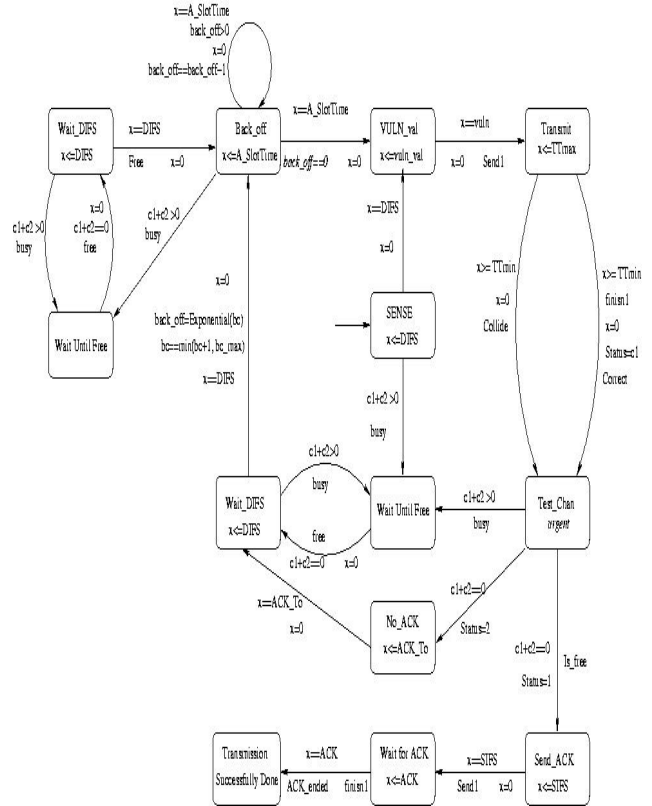 x==A_SlotTime
back_off>0
x=0
back_off==back_off-1
Wait_DIFS
x<=DIFS
x==DIFS
Free x=0
Back_off
x<=A_SlotTime
x==A_SlotTime
back_off==0 x=0
VULN_val
x<=vuln_val
x==vuln
x=0 Send1
Transmit
x<=TTmax
c1+c2 >0
busy
x=0
c1+c2==0
free
c1+c2 >0
busy
x==DIFS
x=0
Wait Until Free
x=0
back_off=Exponential(bc)
bc==min(bc+1, bc_max)
x==DIFS
SENSE
x<=DIFS
x>= TTmin
x=0
Collide
x>= TTmin
finisn1
x=0
Status=c1
Correct
c1+c2 >0
busy
Wait_DIFS
x<=DIFS
c1+c2>0
busy
free
c1+c2==0 x=0
Wait Until Free
c1+c2 >0
busy
Test_Chan
urgent
x==ACK_To
x=0
No_ACK
x<=ACK_To
c1+c2==0
Status=2
c1+c2==0
Status=1
Is_free
Transmission
Successfully Done
x==ACK
ACK_ended finisn1
Wait for ACK
x<=ACK
x==SIFS
Send1 x=0
Send_ACK
x<=SIFS